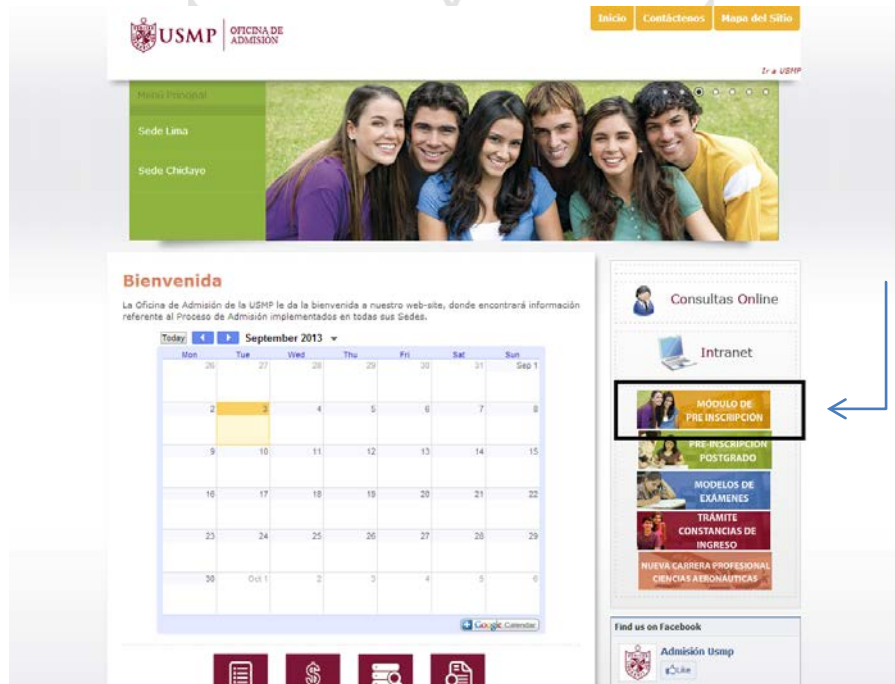 USMP
OFICINA DE
ADMISIÓN
Inicio
Contáctenos
Mapa del Sitio
Ir a USMP
Menú Principal
Sede Lima
Sede Chiclayo
Bienvenida
La Oficina de Admisión de la USMP le da la bienvenida a nuestro web-site, donde encontrará información
referente al Proceso de Admisión implementados en todas sus Sedes.
Today September 2013
Mon Tue Wed Thu Fri Sat Sun
26 27 28 29 30 31 Sep 1
2 3 4 5 6 7 8
9 10 11 12 13 14 15
16 17 18 19 20 21 22
23 24 25 26 27 28 29
30 Oct 1 2 3 4 5 6
Google Calendar
Consultas Online
Intranet
MÓDULO DE
PRE INSCRIPCIÓN
PRE-INSCRIPCIÓN
POSTGRADO
MODELOS DE
EXÁMENES
TRÁMITE
CONSTANCIAS DE
INGRESO
NUEVA CARRERA PROFESIONAL
CIENCIAS AERONÁUTICAS
Find us on Facebook
Admisión Usmp
Like